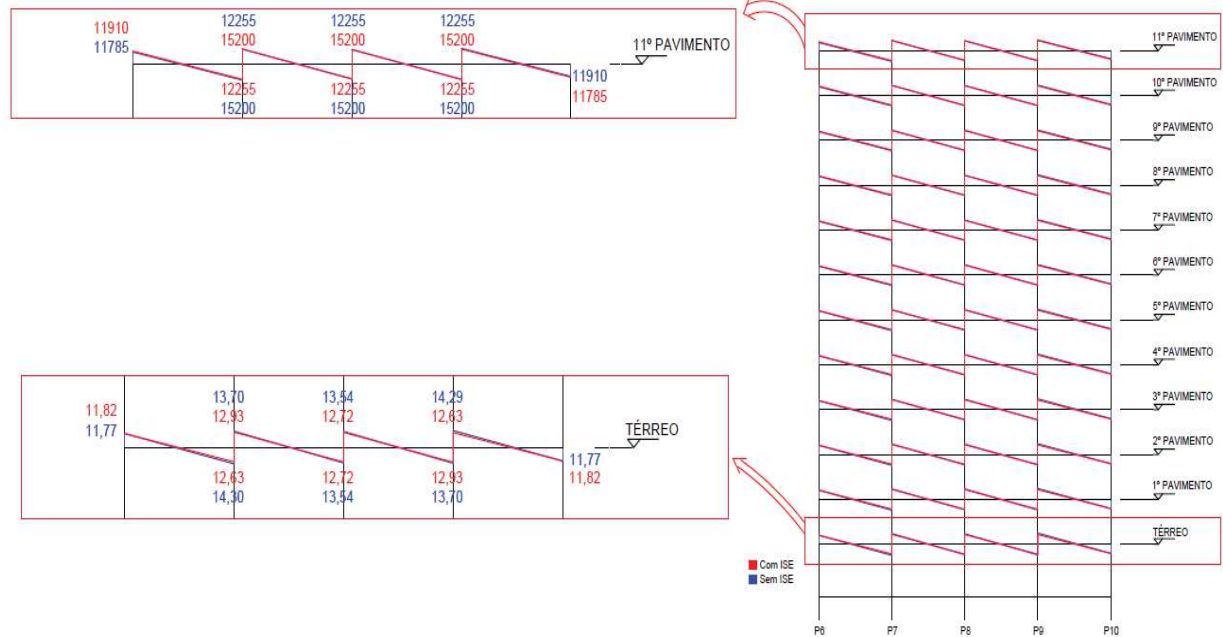 12255 12255 12255
11910 15200 15200 15200
11785 11º PAVIMENTO
11910
12255 12255 12255 11785
15200 15200 15200
11º PAVIMENTO
10º PAVIMENTO
9º PAVIMENTO
8º PAVIMENTO
7º PAVIMENTO
6º PAVIMENTO
5º PAVIMENTO
4º PAVIMENTO
3º PAVIMENTO
2º PAVIMENTO
1º PAVIMENTO
TÉRREO
13,70 13,54 14,29
11,82 12,93 12,72 12,63
11,77 TÉRREO
11,77
12,63 12,72 12,93 11,82
14,30 13,54 13,70
Com ISE
Sem ISE
P6 P7 P8 P9 P10